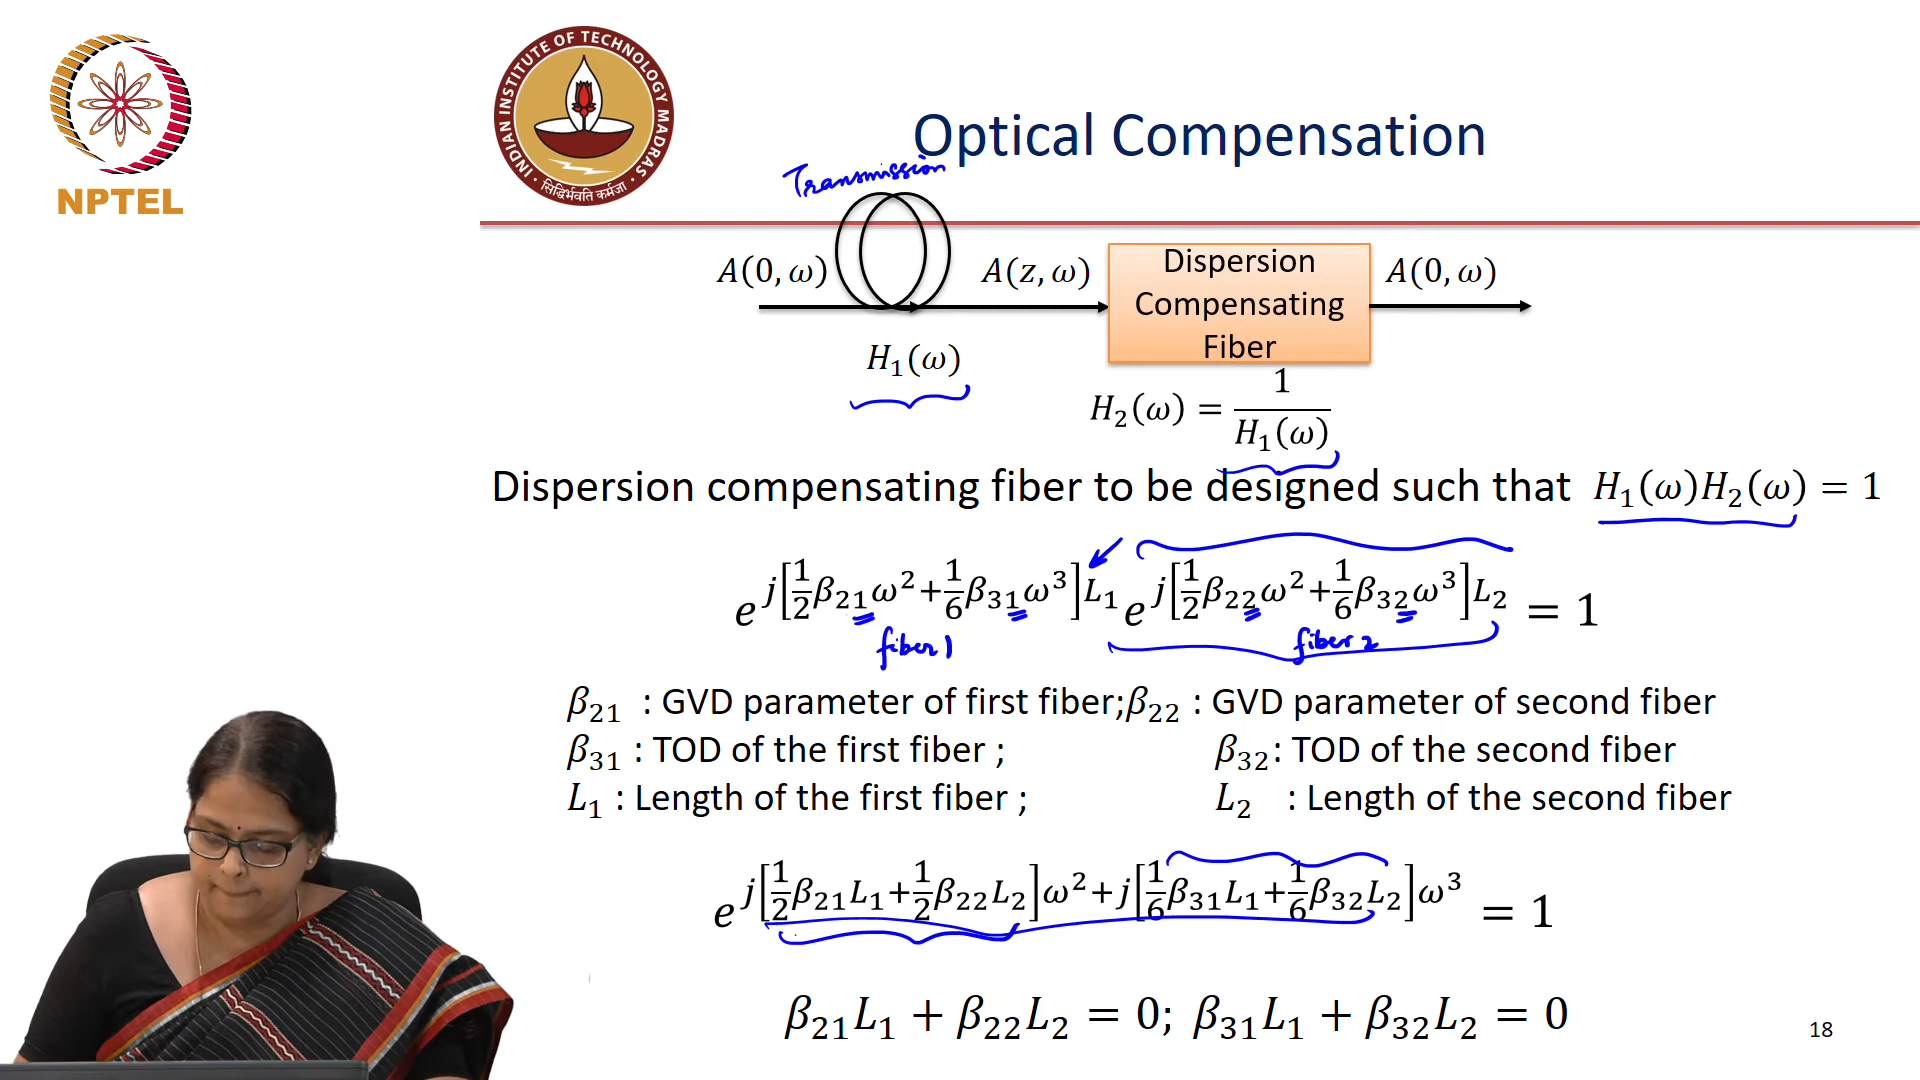 NPTEL
INDIAN INSTITUTE OF TECHNOLOGY MADRAS
सिद्धिर्भवति कर्मजा
Optical Compensation
Transmission
A(0, ω) A(z, ω) Dispersion Compensating Fiber A(0, ω)
H₁(ω)
H₂(ω) = 1 / H₁(ω)
Dispersion compensating fiber to be designed such that H₁(ω)H₂(ω) = 1
e^{j[½β₂₁ω²+⅙β₃₁ω³]L₁} e^{j[½β₂₂ω²+⅙β₃₂ω³]L₂} = 1
fiber 1 fiber 2
β₂₁ : GVD parameter of first fiber; β₂₂ : GVD parameter of second fiber
β₃₁ : TOD of the first fiber ; β₃₂: TOD of the second fiber
L₁ : Length of the first fiber ; L₂ : Length of the second fiber
e^{j[½β₂₁L₁+½β₂₂L₂]ω²+j[⅙β₃₁L₁+⅙β₃₂L₂]ω³} = 1
β₂₁L₁ + β₂₂L₂ = 0; β₃₁L₁ + β₃₂L₂ = 0
18